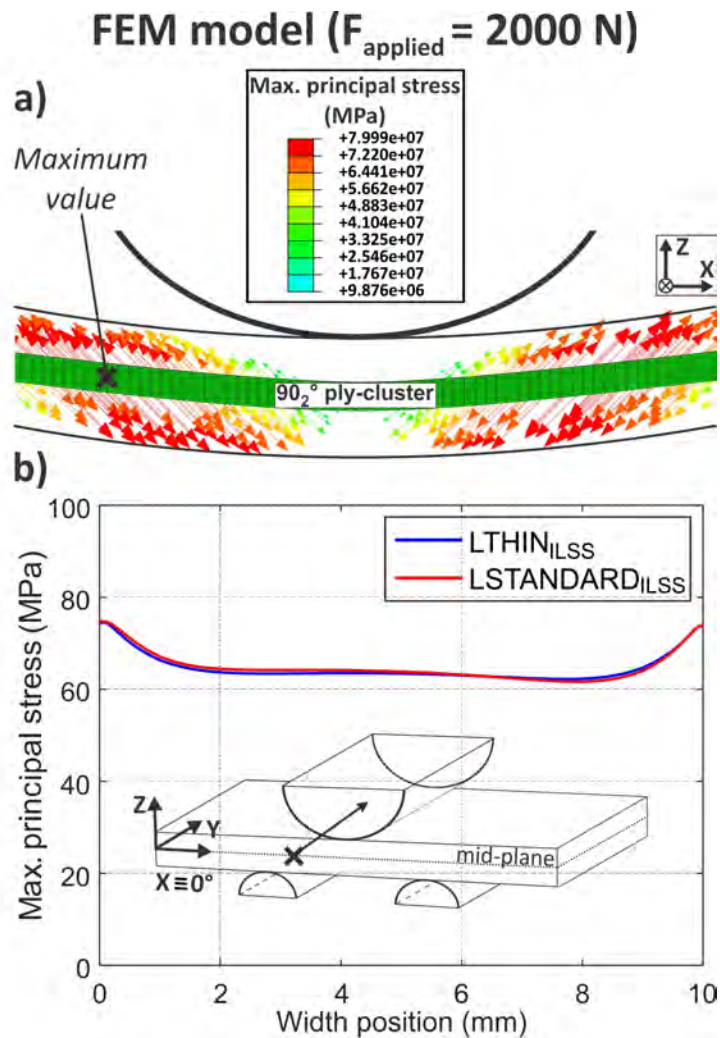 FEM model (F_applied = 2000 N)
a)
Max. principal stress
(MPa)
+7.999e+07
+7.220e+07
+6.441e+07
+5.662e+07
+4.883e+07
+4.104e+07
+3.325e+07
+2.546e+07
+1.767e+07
+9.876e+06
Maximum
value
Z
X
90₂° ply-cluster
b)
Max. principal stress (MPa)
100
80
60
40
20
0
LTHIN_ILSS
LSTANDARD_ILSS
Z
Y
X≡0°
mid-plane
0
2
4
6
8
10
Width position (mm)